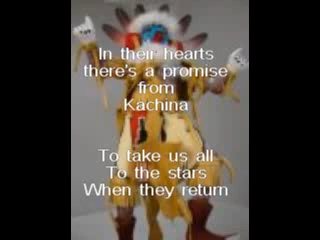 In their hearts
there's a promise
from
Kachina
To take us all
To the stars
When they return